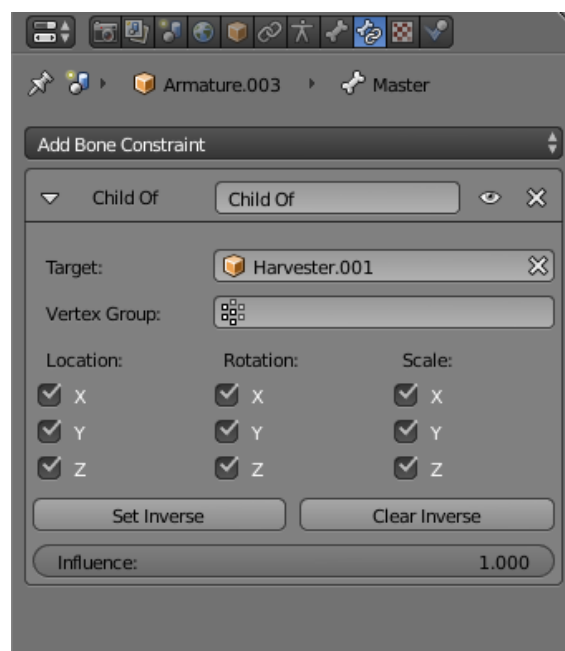 Armature.003 Master
Add Bone Constraint
Child Of Child Of
Target: Harvester.001
Vertex Group:
Location: Rotation: Scale:
X X X
Y Y Y
Z Z Z
Set Inverse Clear Inverse
Influence: 1.000